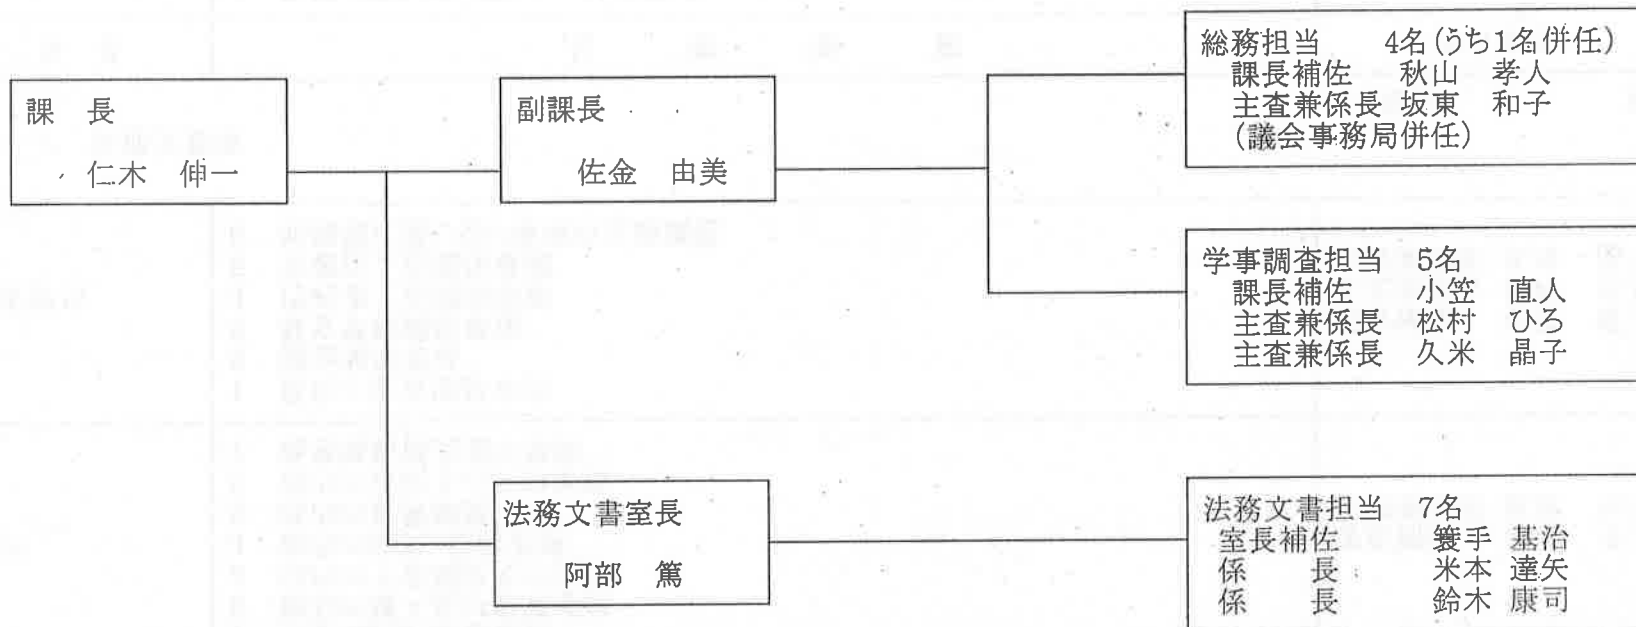 課　長
仁木　伸一
副課長
佐金　由美
総務担当　　4名(うち1名併任)
課長補佐　秋山　孝人
主査兼係長 坂東　和子
(議会事務局併任)
学事調査担当　5名
課長補佐　　小笠　直人
主査兼係長　松村　ひろ
主査兼係長　久米　晶子
法務文書室長
阿部　篤
法務文書担当　7名
室長補佐　　　簑手　基治
係　　長　　　米本　達矢
係　　長　　　鈴木　康司